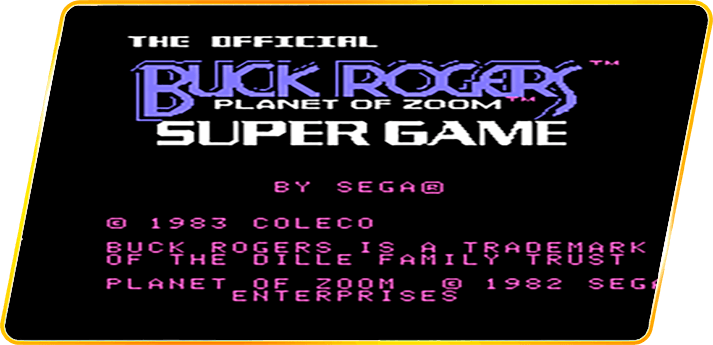 THE OFFICIAL
BUCK ROGERS™
PLANET OF ZOOM™
SUPER GAME
BY SEGA®
© 1983 COLECO
BUCK ROGERS IS A TRADEMARK
OF THE DILLE FAMILY TRUST
PLANET OF ZOOM © 1982 SEGA
ENTERPRISES